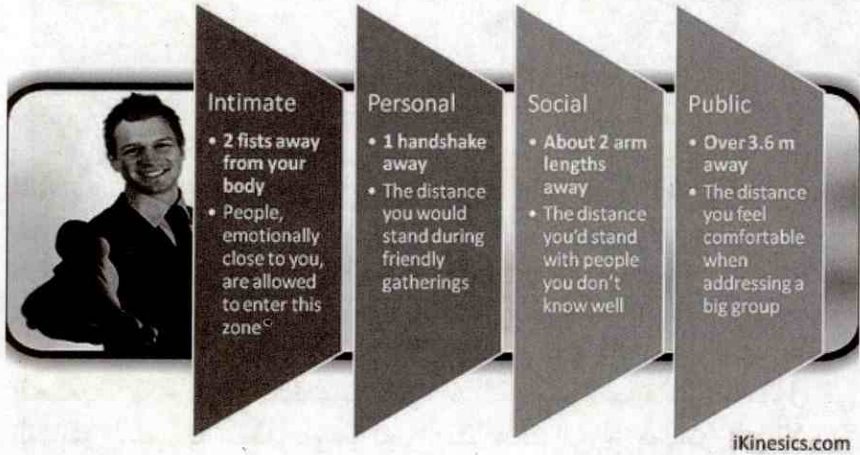 Intimate
• 2 fists away
from your
body
• People,
emotionally
close to you,
are allowed
to enter this
zone
Personal
• 1 handshake
away
• The distance
you would
stand during
friendly
gatherings
Social
• About 2 arm
lengths
away
• The distance
you'd stand
with people
you don't
know well
Public
• Over 3.6 m
away
• The distance
you feel
comfortable
when
addressing a
big group
iKinesics.com